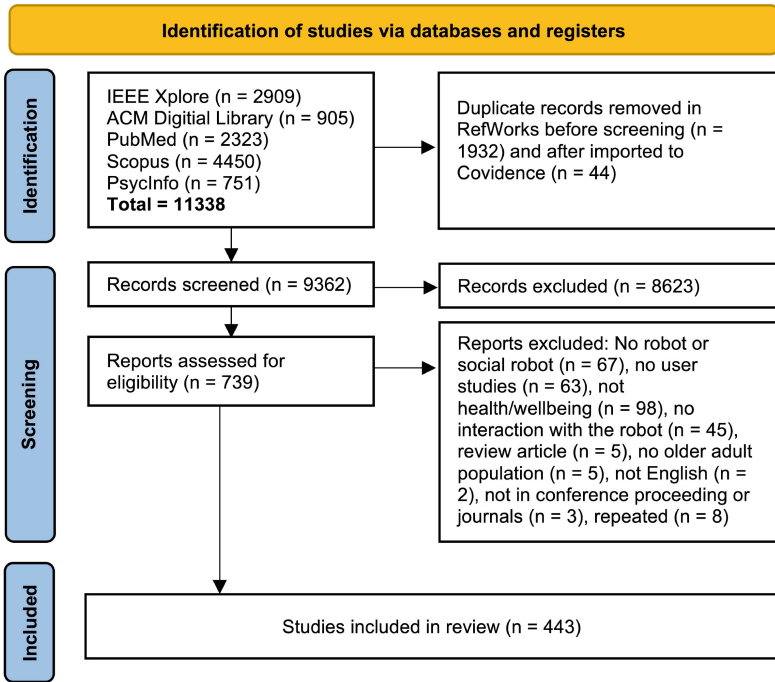 Identification of studies via databases and registers
Identification
IEEE Xplore (n = 2909)
ACM Digitial Library (n = 905)
PubMed (n = 2323)
Scopus (n = 4450)
PsycInfo (n = 751)
Total = 11338
Duplicate records removed in
RefWorks before screening (n =
1932) and after imported to
Covidence (n = 44)
Screening
Records screened (n = 9362)
Records excluded (n = 8623)
Reports assessed for
eligibility (n = 739)
Reports excluded: No robot or
social robot (n = 67), no user
studies (n = 63), not
health/wellbeing (n = 98), no
interaction with the robot (n = 45),
review article (n = 5), no older adult
population (n = 5), not English (n =
2), not in conference proceeding or
journals (n = 3), repeated (n = 8)
Included
Studies included in review (n = 443)